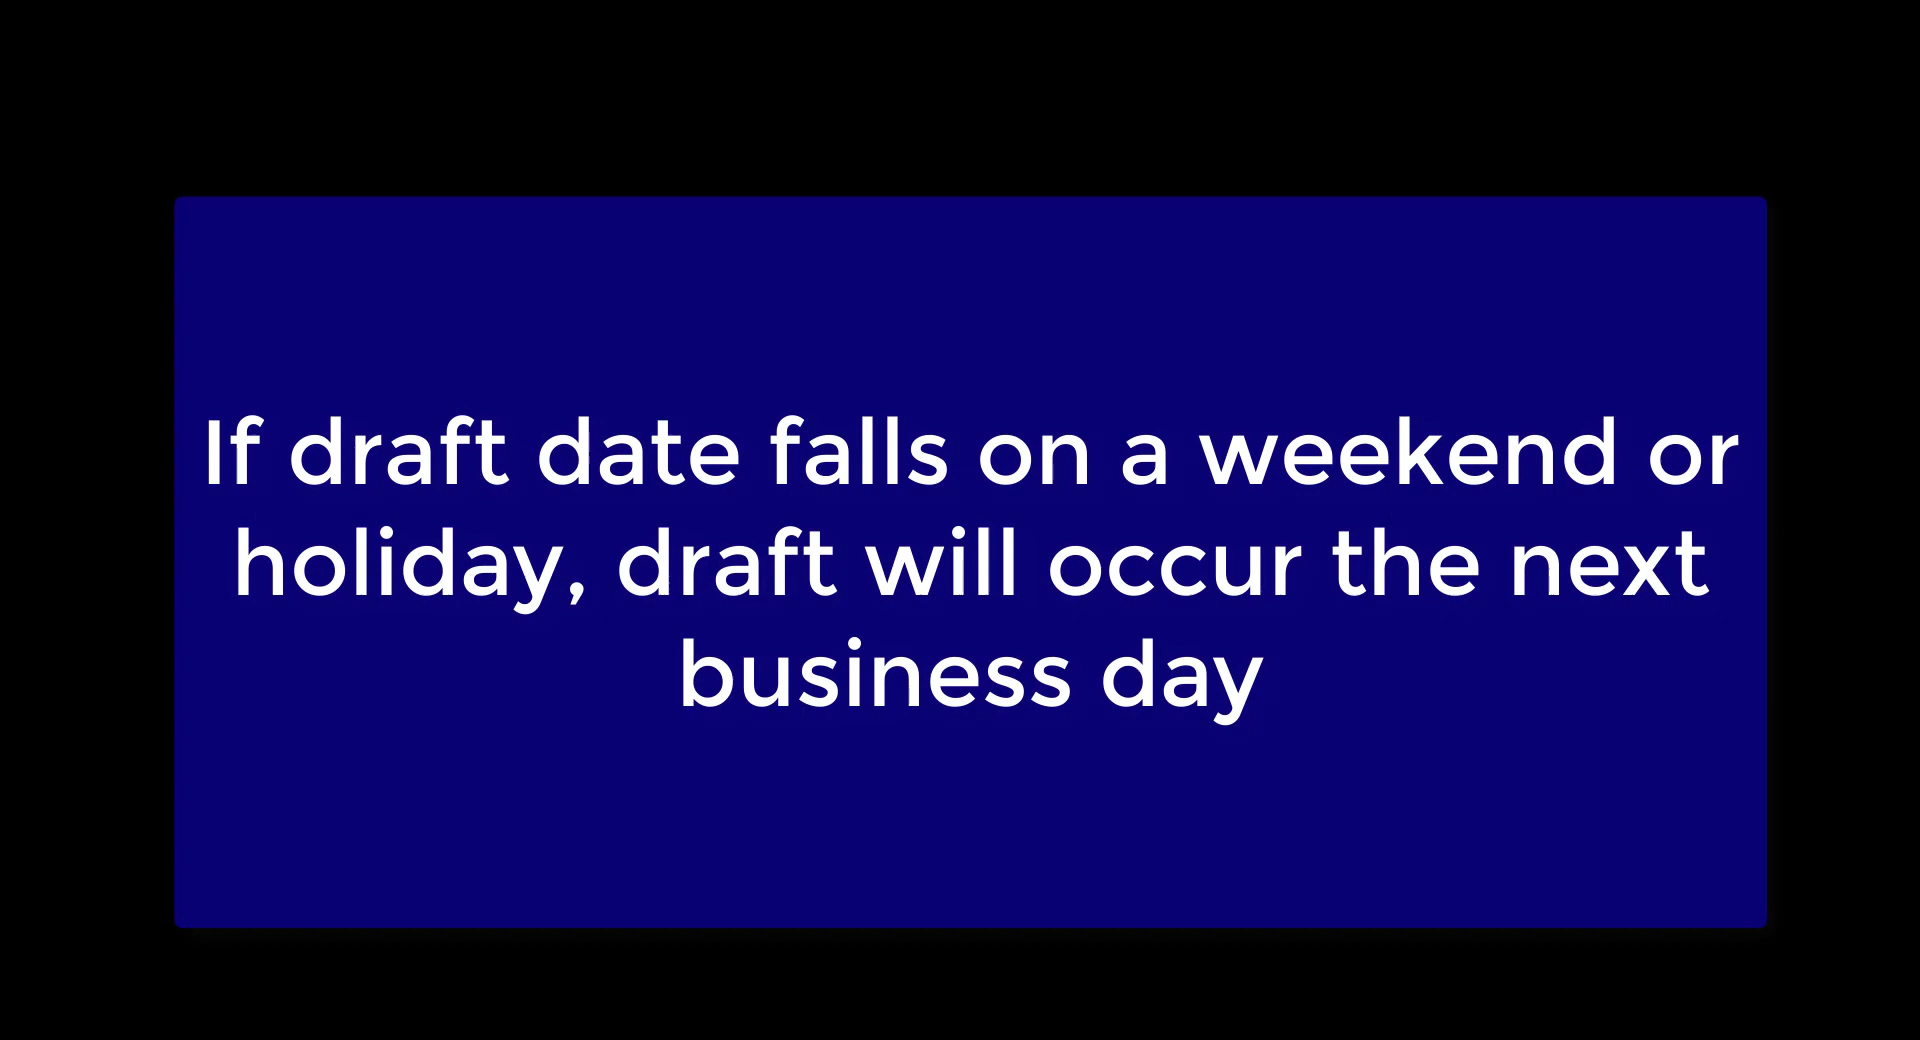 If draft date falls on a weekend or
holiday, draft will occur the next
business day